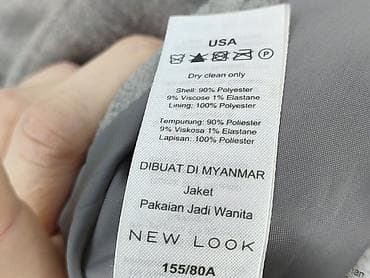 USA
P
Dry clean only
Shell: 90% Polyester
9% Viscose 1% Elastane
Lining: 100% Polyester
Tempurung: 90% Poliester
9% Viskosa 1% Elastane
Lapisan: 100% Poliester
DIBUAT DI MYANMAR
Jaket
Pakaian Jadi Wanita
NEW LOOK
155/80A